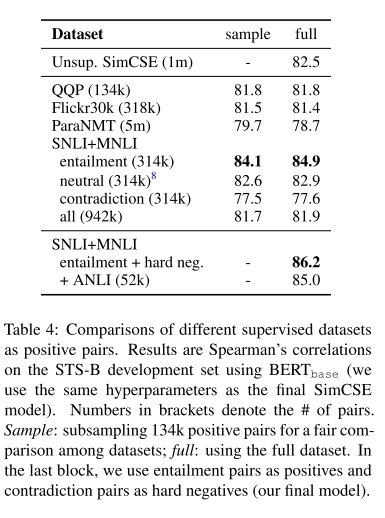 Dataset sample full
Unsup. SimCSE (1m) - 82.5
QQP (134k) 81.8 81.8
Flickr30k (318k) 81.5 81.4
ParaNMT (5m) 79.7 78.7
SNLI+MNLI
entailment (314k) 84.1 84.9
neutral (314k)8 82.6 82.9
contradiction (314k) 77.5 77.6
all (942k) 81.7 81.9
SNLI+MNLI
entailment + hard neg. - 86.2
+ ANLI (52k) - 85.0
Table 4: Comparisons of different supervised datasets
as positive pairs. Results are Spearman's correlations
on the STS-B development set using BERTbase (we
use the same hyperparameters as the final SimCSE
model). Numbers in brackets denote the # of pairs.
Sample: subsampling 134k positive pairs for a fair com-
parison among datasets; full: using the full dataset. In
the last block, we use entailment pairs as positives and
contradiction pairs as hard negatives (our final model).